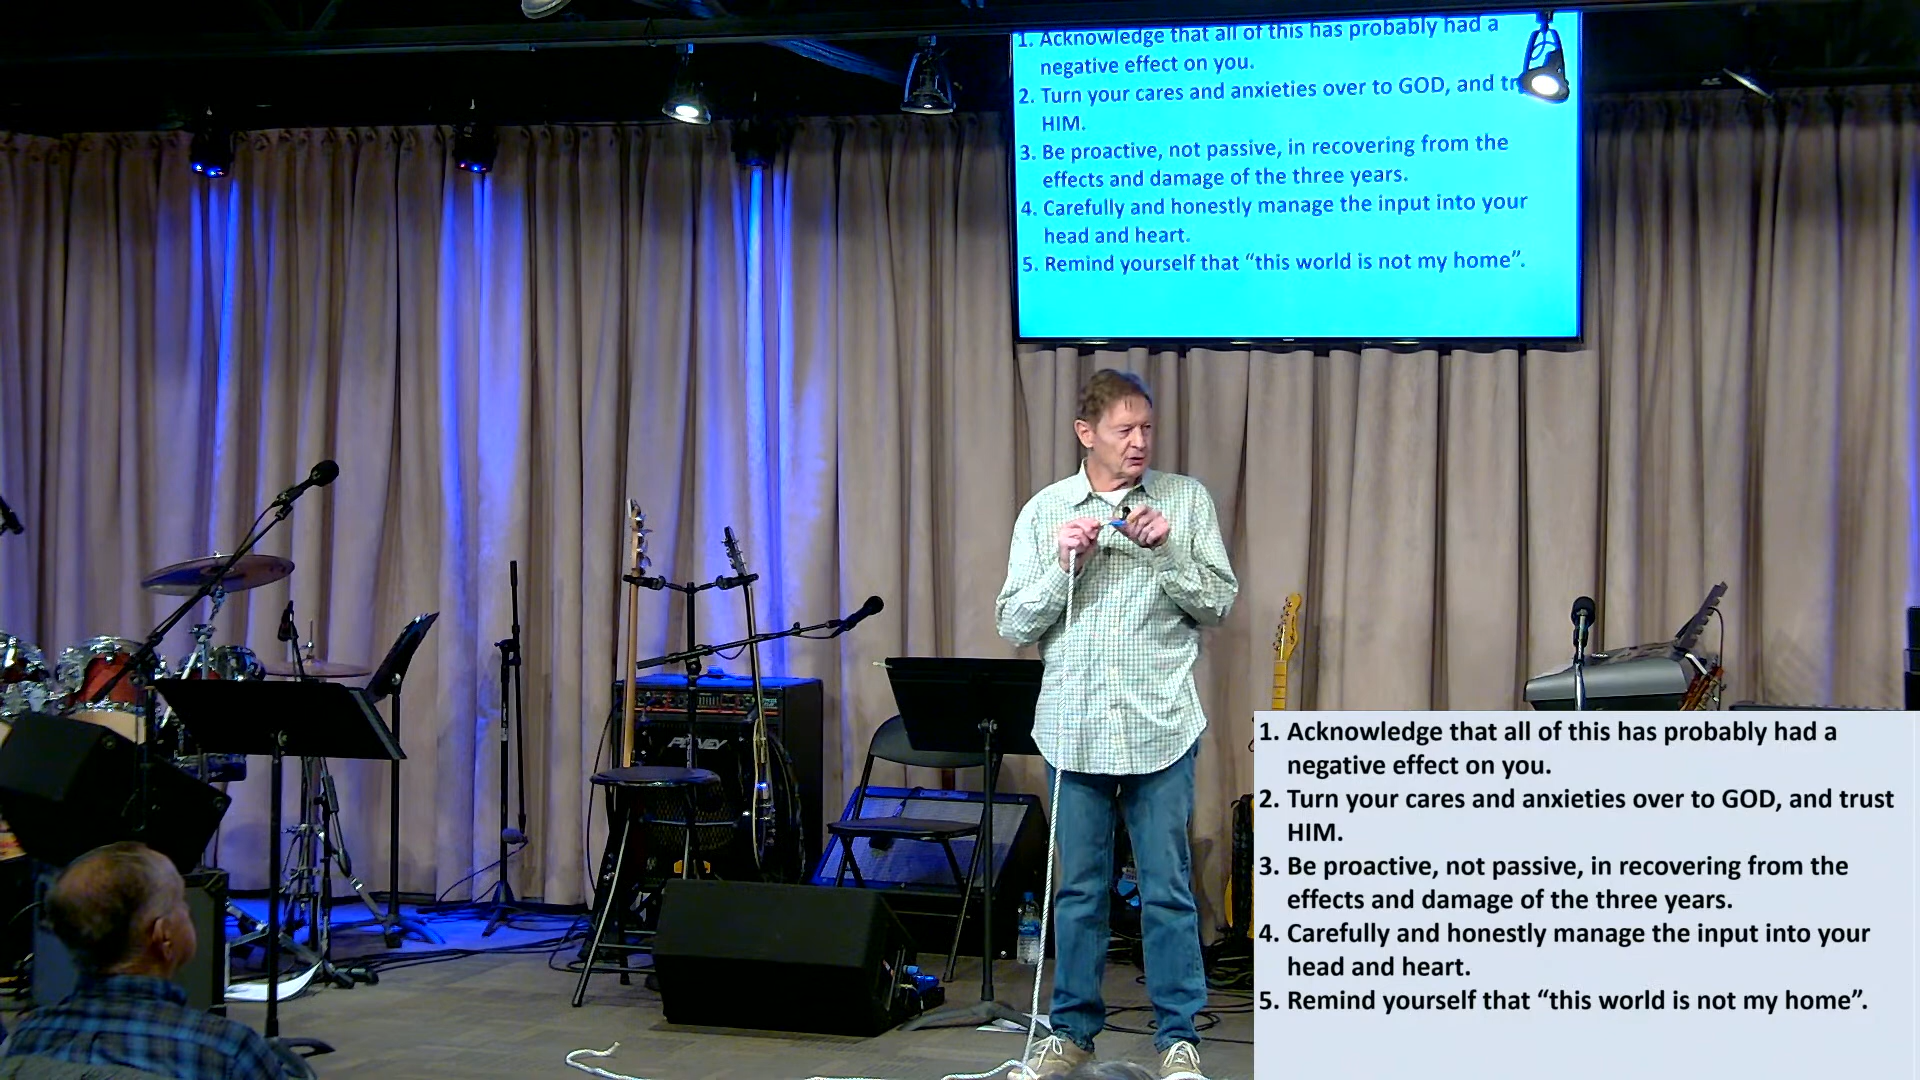 1. Acknowledge that all of this has probably had a
negative effect on you.
2. Turn your cares and anxieties over to GOD, and tr
HIM.
3. Be proactive, not passive, in recovering from the
effects and damage of the three years.
4. Carefully and honestly manage the input into your
head and heart.
5. Remind yourself that “this world is not my home”.
PEAVEY
1. Acknowledge that all of this has probably had a
negative effect on you.
2. Turn your cares and anxieties over to GOD, and trust
HIM.
3. Be proactive, not passive, in recovering from the
effects and damage of the three years.
4. Carefully and honestly manage the input into your
head and heart.
5. Remind yourself that “this world is not my home”.